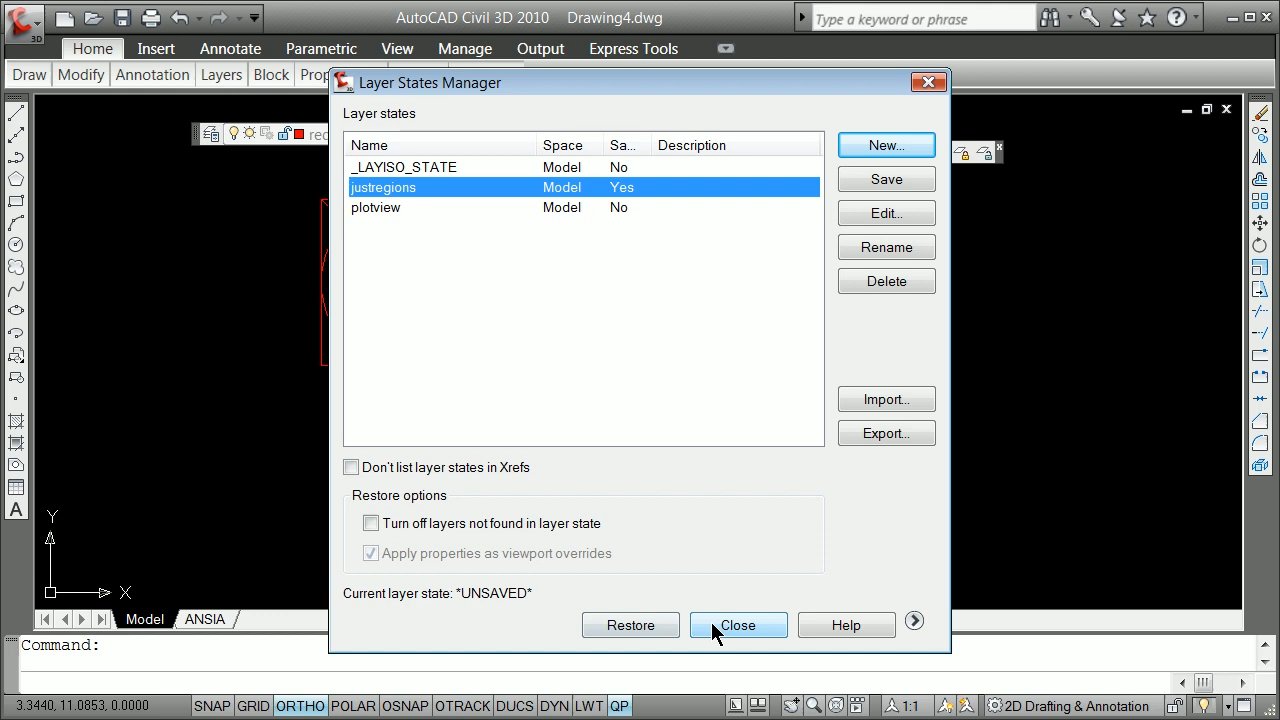 AutoCAD Civil 3D 2010 Drawing4.dwg
Type a keyword or phrase
3D
Home Insert Annotate Parametric View Manage Output Express Tools
Draw Modify Annotation Layers Block
Layer States Manager
Layer states
Name Space Sa... Description
_LAYISO_STATE Model No
justregions Model Yes
plotview Model No
New...
Save
Edit...
Rename
Delete
Import...
Export...
Don't list layer states in Xrefs
Restore options
Turn off layers not found in layer state
Apply properties as viewport overrides
Current layer state: *UNSAVED*
Restore Close Help
A
Y
X
Model ANSIA
Command:
3.3440, 11.0853, 0.0000 SNAP GRID ORTHO POLAR OSNAP OTRACK DUCS DYN LWT QP 1:1 2D Drafting & Annotation